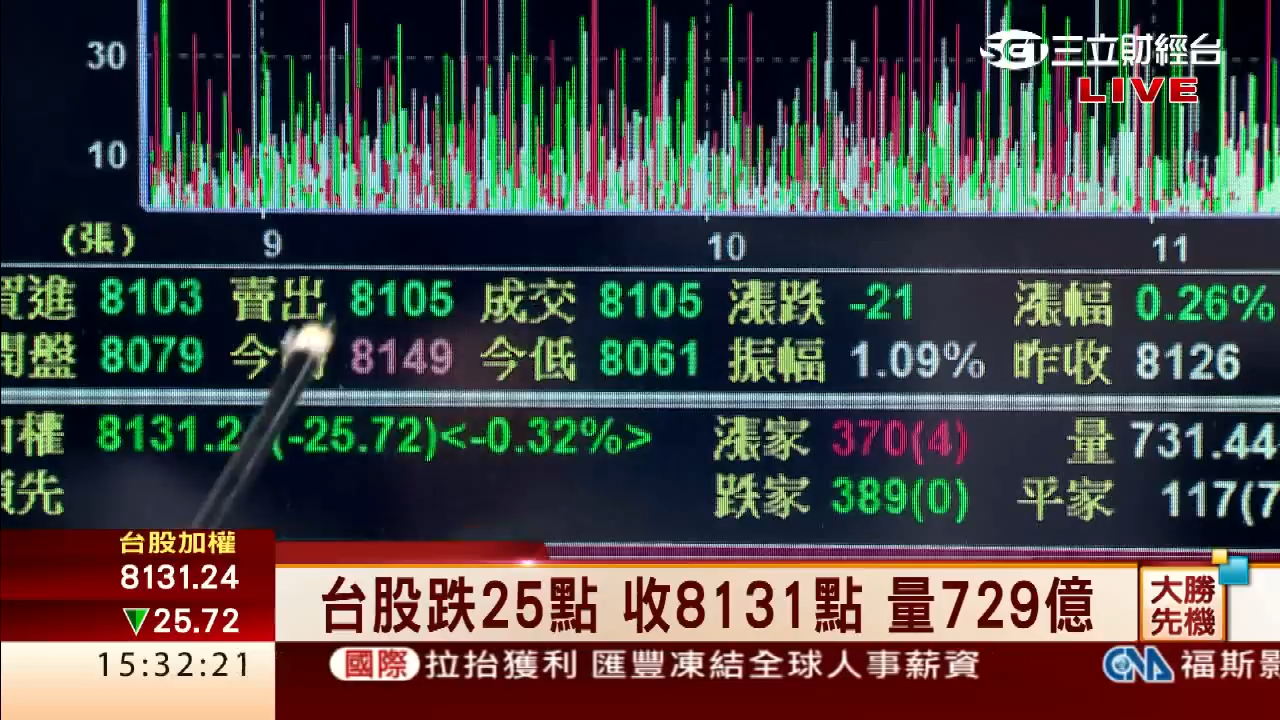 30
三立財經台
LIVE
10
(張) 9 10 11
買進 8103 賣出 8105 成交 8105 漲跌 -21 漲幅 0.26%
開盤 8079 今 8149 今低 8061 振幅 1.09% 昨收 8126
加權 8131.2 (-25.72)<-0.32%> 漲家 370(4) 量 731.44
領先 跌家 389(0) 平家 117(7
台股加權
8131.24
▼25.72
15:32:21
台股跌25點 收8131點 量729億
大勝先機
國際 拉抬獲利 匯豐凍結全球人事薪資 CNA 福斯影